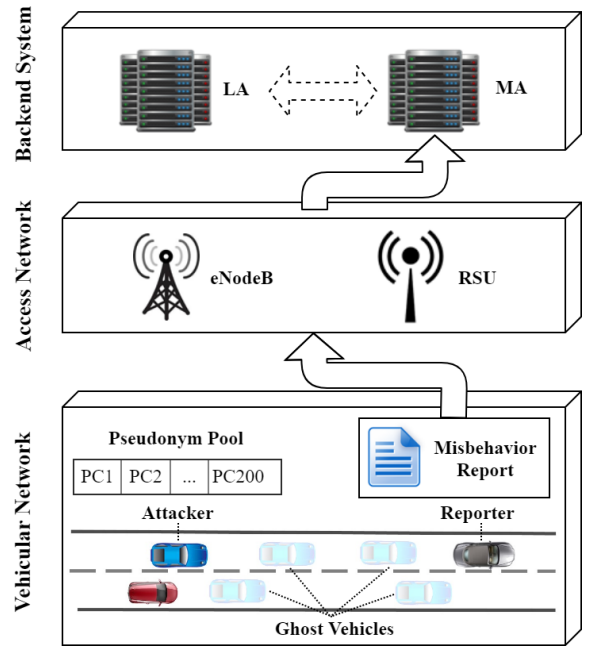 Backend System
LA
MA
Access Network
eNodeB
RSU
Vehicular Network
Pseudonym Pool
PC1 PC2 ... PC200
Misbehavior
Report
Attacker
Reporter
Ghost Vehicles